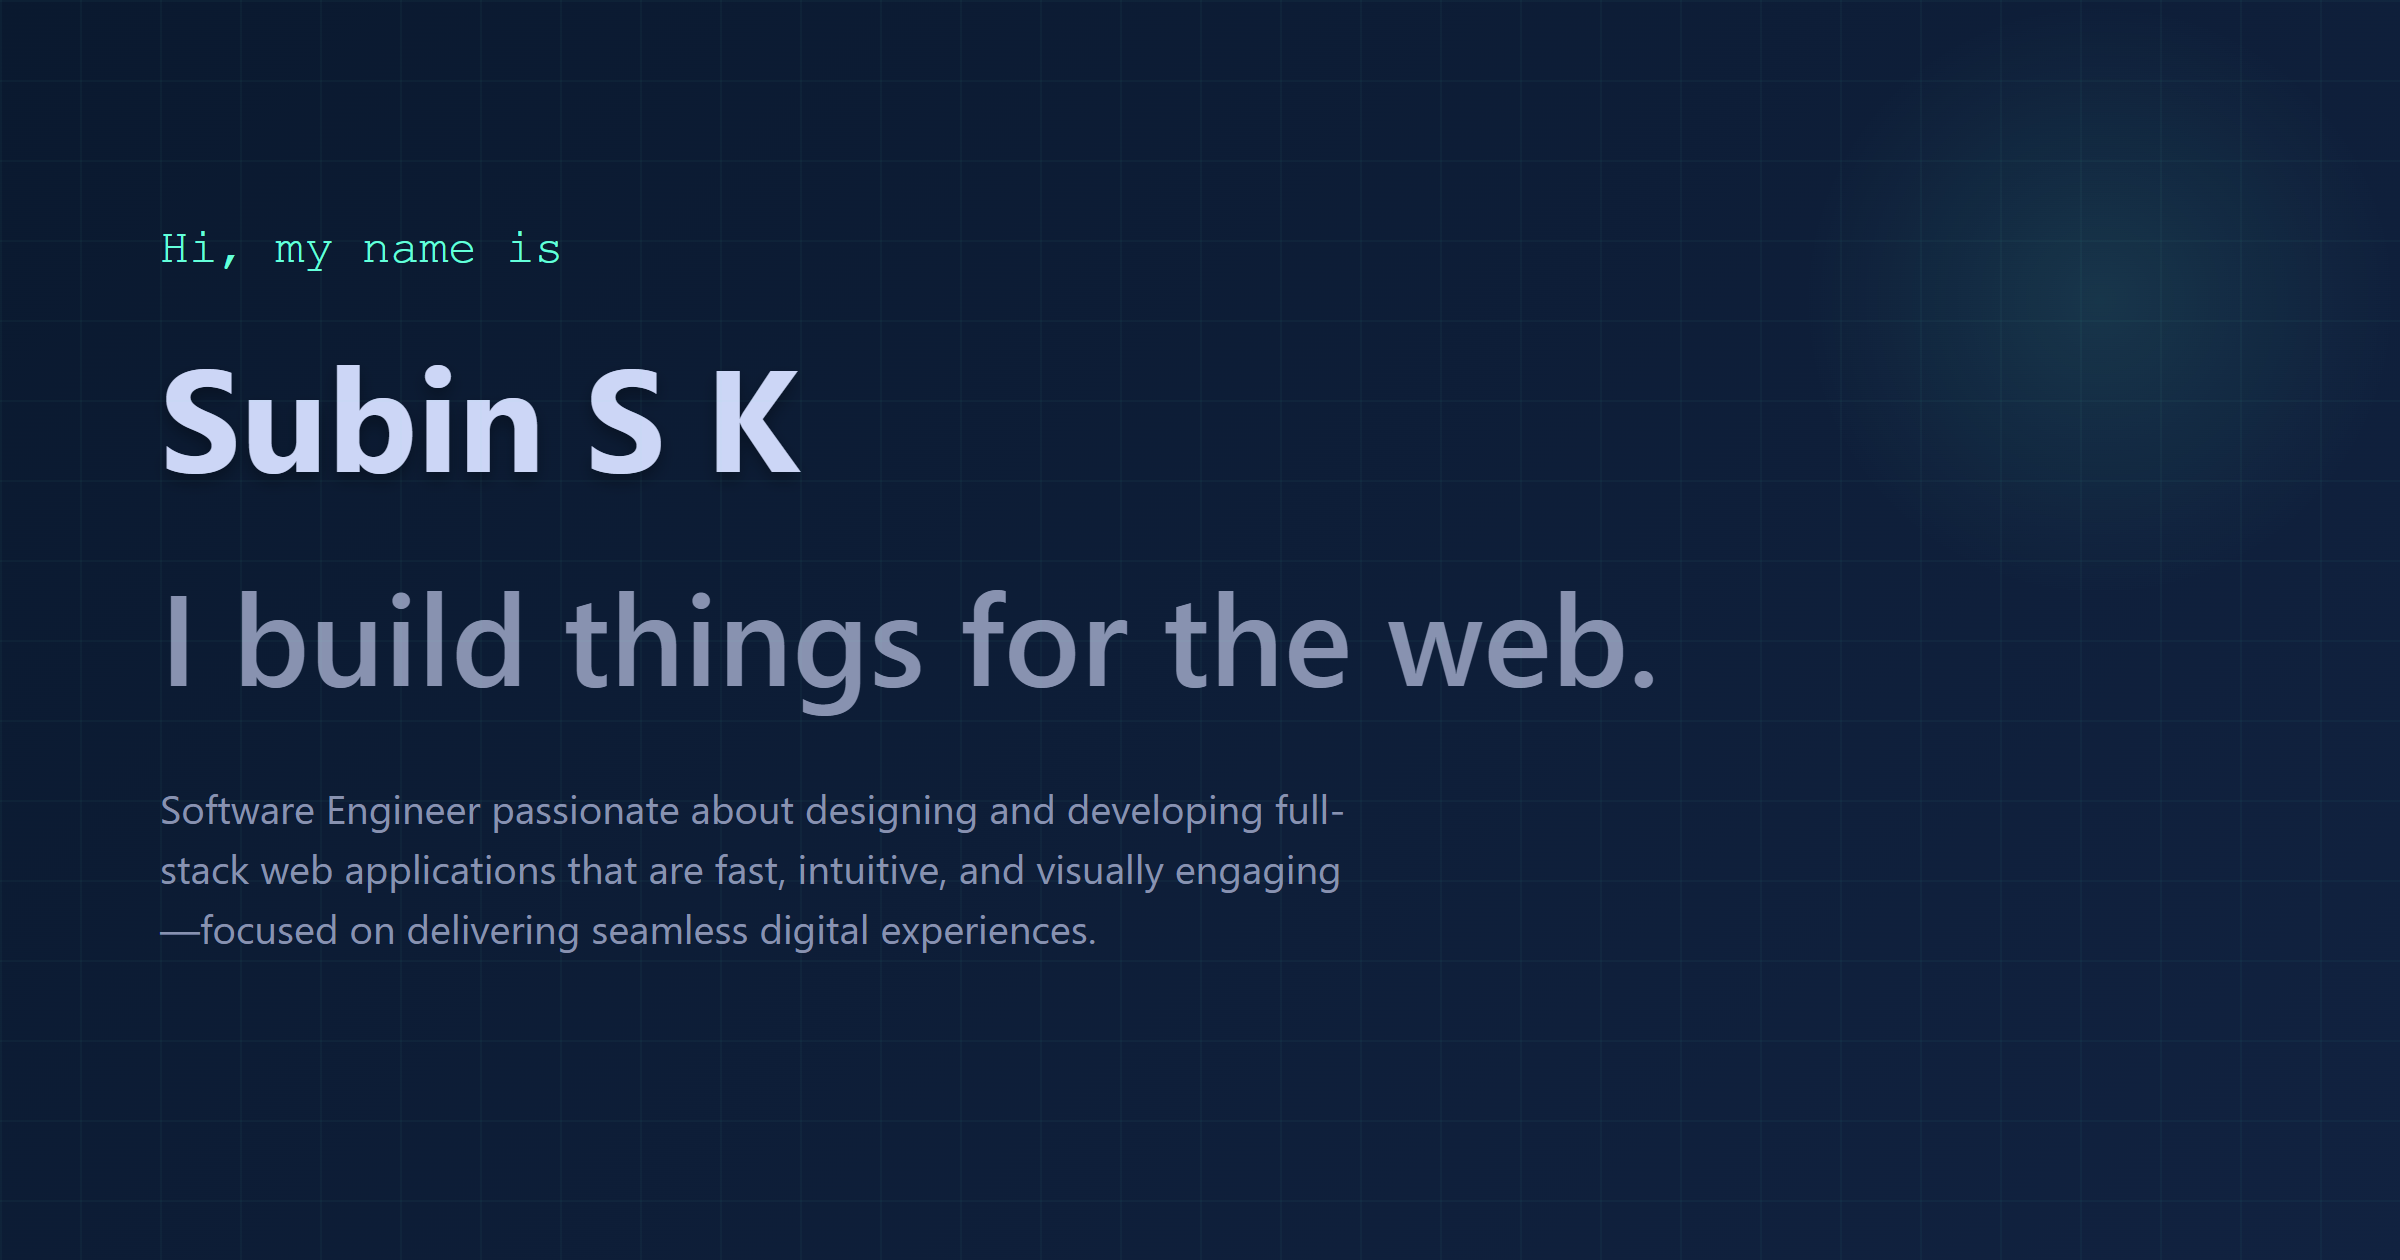 Hi, my name is
Subin S K
I build things for the web.
Software Engineer passionate about designing and developing full-
stack web applications that are fast, intuitive, and visually engaging
—focused on delivering seamless digital experiences.